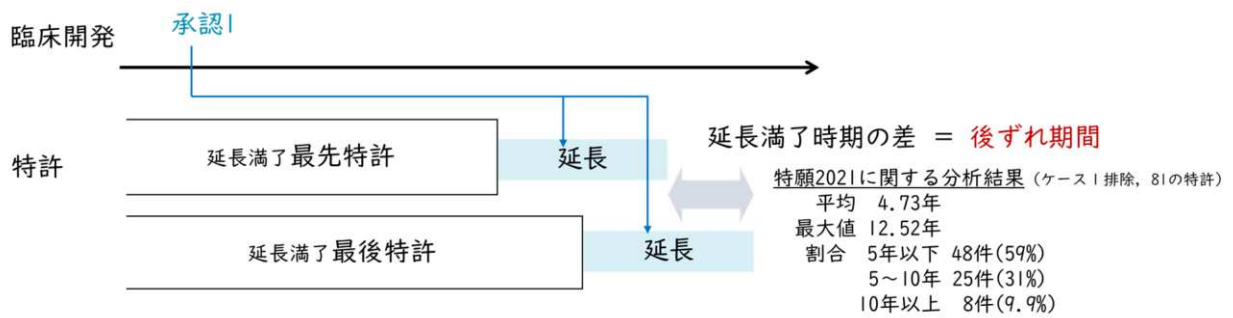 臨床開発
承認1
特許
延長満了最先特許
延長
延長満了最後特許
延長
延長満了時期の差 = 後ずれ期間
特願2021に関する分析結果（ケース1排除, 81の特許）
平均 4.73年
最大値 12.52年
割合 5年以下 48件(59%)
5〜10年 25件(31%)
10年以上 8件(9.9%)